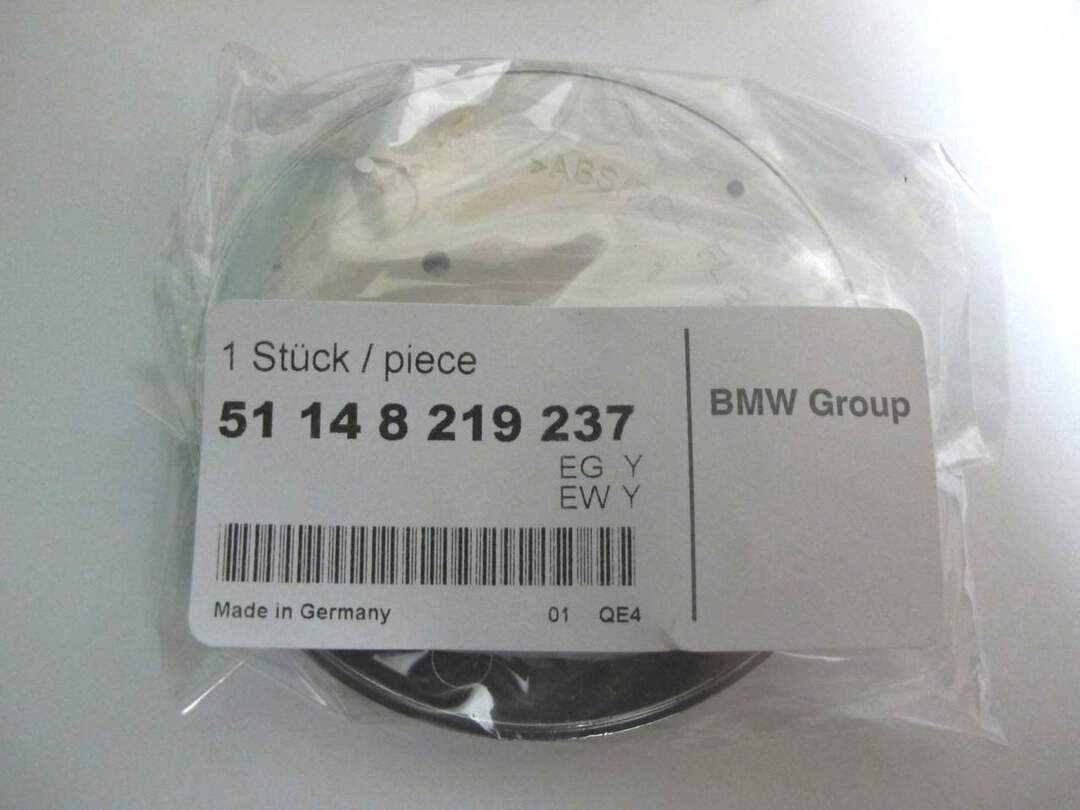 >ABS
1 Stück / piece
51 14 8 219 237
BMW Group
EG Y
EW Y
Made in Germany 01 QE4